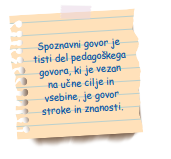 Spoznavni govor je
tisti del pedagoškega
govora, ki je vezan
na učne cilje in
vsebine, je govor
stroke in znanosti.